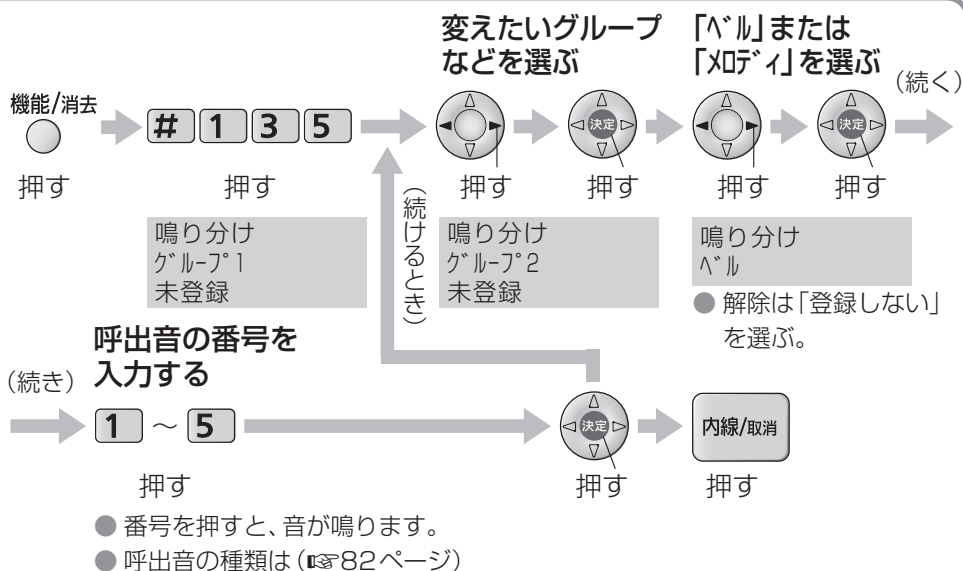 変えたいグループ
などを選ぶ
「ﾍﾞﾙ」または
「ﾒﾛﾃﾞｨ」を選ぶ
(続く)
機能/消去
# 1 3 5
決定
決定
押す
押す
押す
押す
押す
押す
鳴り分け
ｸﾞﾙｰﾌﾟ1
未登録
(続けるとき)
鳴り分け
ｸﾞﾙｰﾌﾟ2
未登録
鳴り分け
ﾍﾞﾙ
● 解除は「登録しない」
を選ぶ。
(続き)
呼出音の番号を
入力する
1 ～ 5
決定
内線/取消
押す
押す
押す
● 番号を押すと、音が鳴ります。
● 呼出音の種類は(☞82ページ)